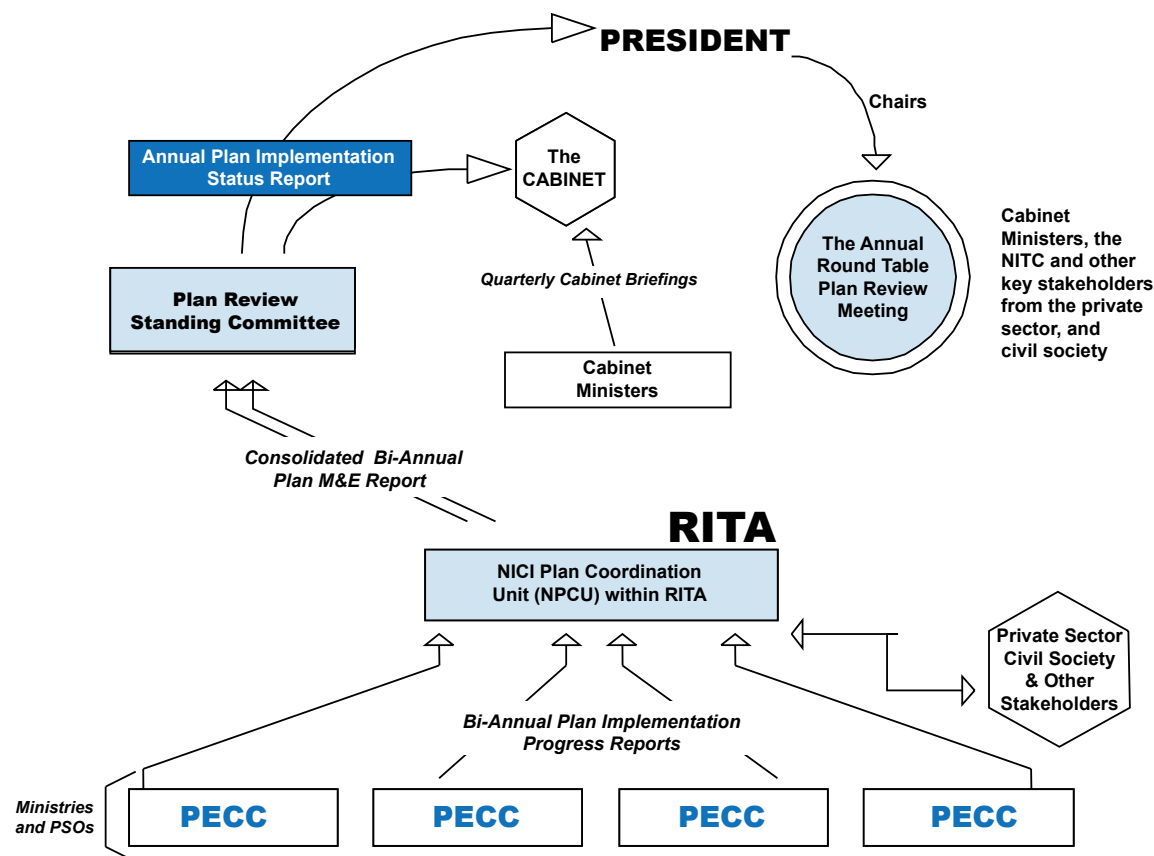 PRESIDENT
Chairs
Annual Plan Implementation
Status Report
The
CABINET
Cabinet
Ministers, the
NITC and other
key stakeholders
from the private
sector, and
civil society
The Annual
Round Table
Plan Review
Meeting
Quarterly Cabinet Briefings
Plan Review
Standing Committee
Cabinet
Ministers
Consolidated Bi-Annual
Plan M&E Report
RITA
NICI Plan Coordination
Unit (NPCU) within RITA
Private Sector
Civil Society
& Other
Stakeholders
Bi-Annual Plan Implementation
Progress Reports
Ministries
and PSOs
PECC
PECC
PECC
PECC